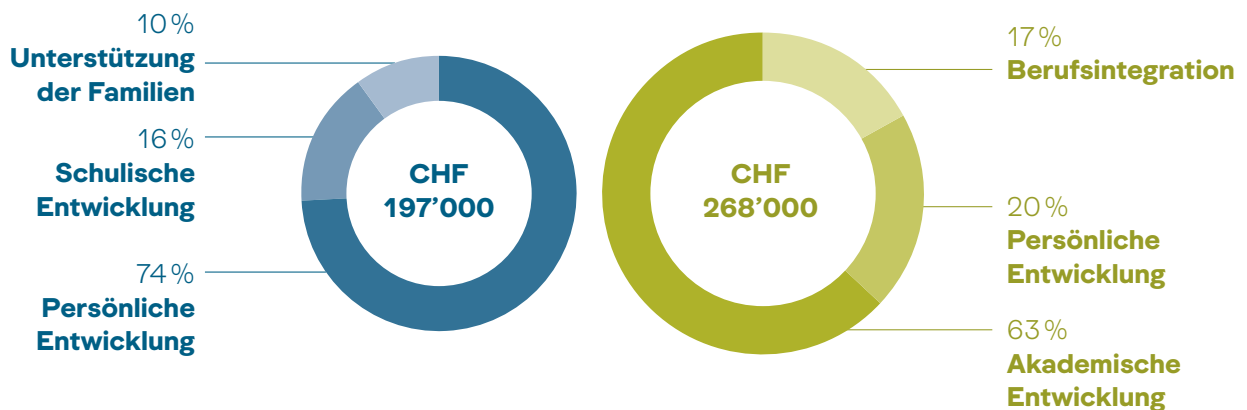 10 %
Unterstützung
der Familien
16 %
Schulische
Entwicklung
74 %
Persönliche
Entwicklung
CHF
197’000
CHF
268’000
17 %
Berufsintegration
20 %
Persönliche
Entwicklung
63 %
Akademische
Entwicklung